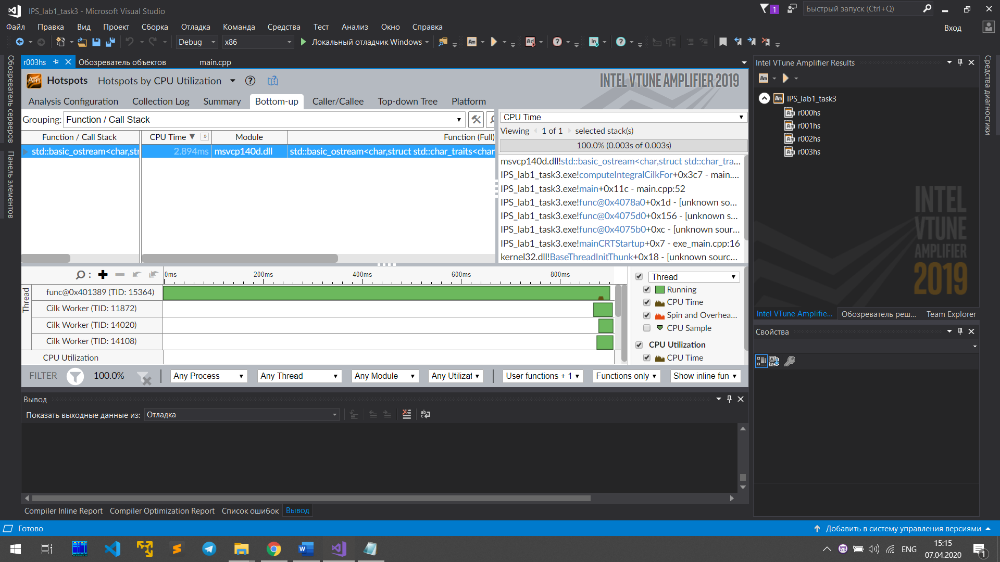 IPS_lab1_task3 - Microsoft Visual Studio
1
Быстрый запуск (Ctrl+Q)
Файл Правка Вид Проект Сборка Отладка Команда Средства Тест Анализ Окно Справка
Вход
Debug x86 Локальный отладчик Windows
Обозреватель серверов
Панель элементов
r003hs Обозреватель объектов main.cpp
Hotspots Hotspots by CPU Utilization
INTEL VTUNE AMPLIFIER 2019
Analysis Configuration Collection Log Summary Bottom-up Caller/Callee Top-down Tree Platform
Grouping: Function / Call Stack
Function / Call Stack CPU Time Module Function (Full)
std::basic_ostream<char,str 2.894ms msvcp140d.dll std::basic_ostream<char,struct std::char_traits<char
CPU Time
Viewing 1 of 1 selected stack(s)
100.0% (0.003s of 0.003s)
msvcp140d.dll!std::basic_ostream<char,struct std::char_tra...
IPS_lab1_task3.exe!computeIntegralCilkFor+0x3c7 - main....
IPS_lab1_task3.exe!main+0x11c - main.cpp:52
IPS_lab1_task3.exe!func@0x4078a0+0x1d - [unknown so...
IPS_lab1_task3.exe!func@0x4075d0+0x156 - [unknown s...
IPS_lab1_task3.exe!func@0x4075b0+0xc - [unknown sour...
IPS_lab1_task3.exe!mainCRTStartup+0x7 - exe_main.cpp:16
kernel32.dll!BaseThreadInitThunk+0x18 - [unknown sourc...
0ms 200ms 400ms 600ms 800ms
Thread
func@0x401389 (TID: 15364)
Cilk Worker (TID: 11872)
Cilk Worker (TID: 14020)
Cilk Worker (TID: 14108)
CPU Utilization
Thread
Running
CPU Time
Spin and Overhea...
CPU Sample
CPU Utilization
CPU Time
FILTER 100.0% Any Process Any Thread Any Module Any Utilizat User functions + 1 Functions only Show inline fun
Вывод
Показать выходные данные из: Отладка
Compiler Inline Report Compiler Optimization Report Список ошибок Вывод
Intel VTune Amplifier Results
IPS_lab1_task3
r000hs
r001hs
r002hs
r003hs
INTEL
VTUNE
AMPLIFIER
2019
Intel VTune Amplifie... Обозреватель реш... Team Explorer
Свойства
Средства диагностики
Готово
Добавить в систему управления версиями
ENG
15:15
07.04.2020
1